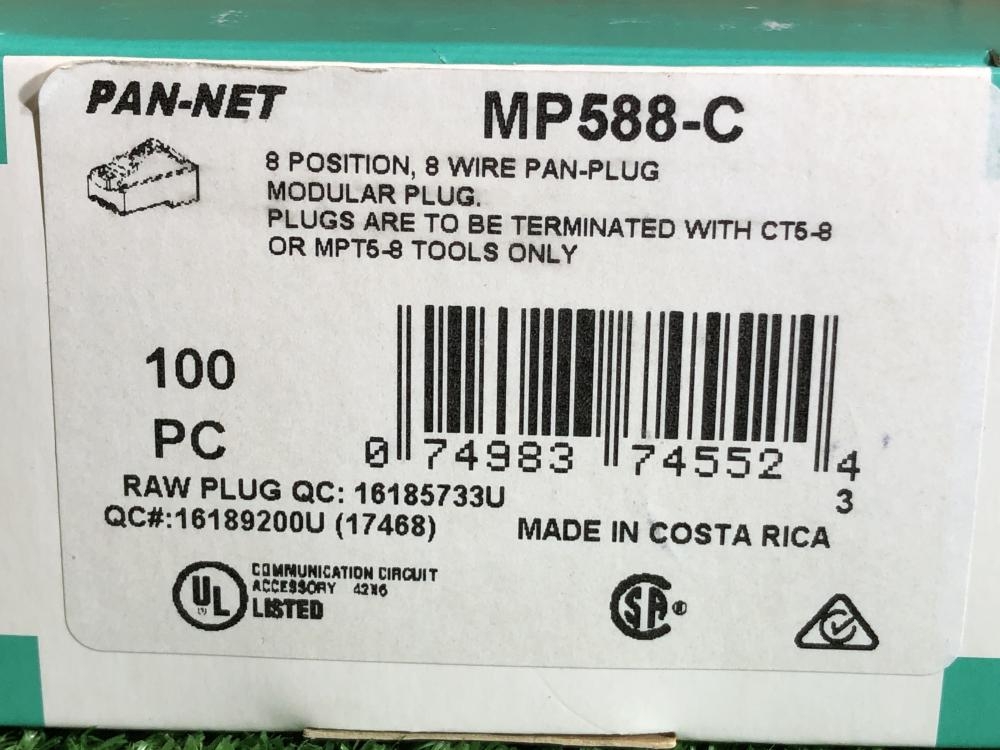 PAN-NET
MP588-C
8 POSITION, 8 WIRE PAN-PLUG
MODULAR PLUG.
PLUGS ARE TO BE TERMINATED WITH CT5-8
OR MPT5-8 TOOLS ONLY
100
PC
0 74983 74552 4
3
RAW PLUG QC: 16185733U
QC#:16189200U (17468)
MADE IN COSTA RICA
UL
COMMUNICATION CIRCUIT
ACCESSORY 42X6
LISTED
SA